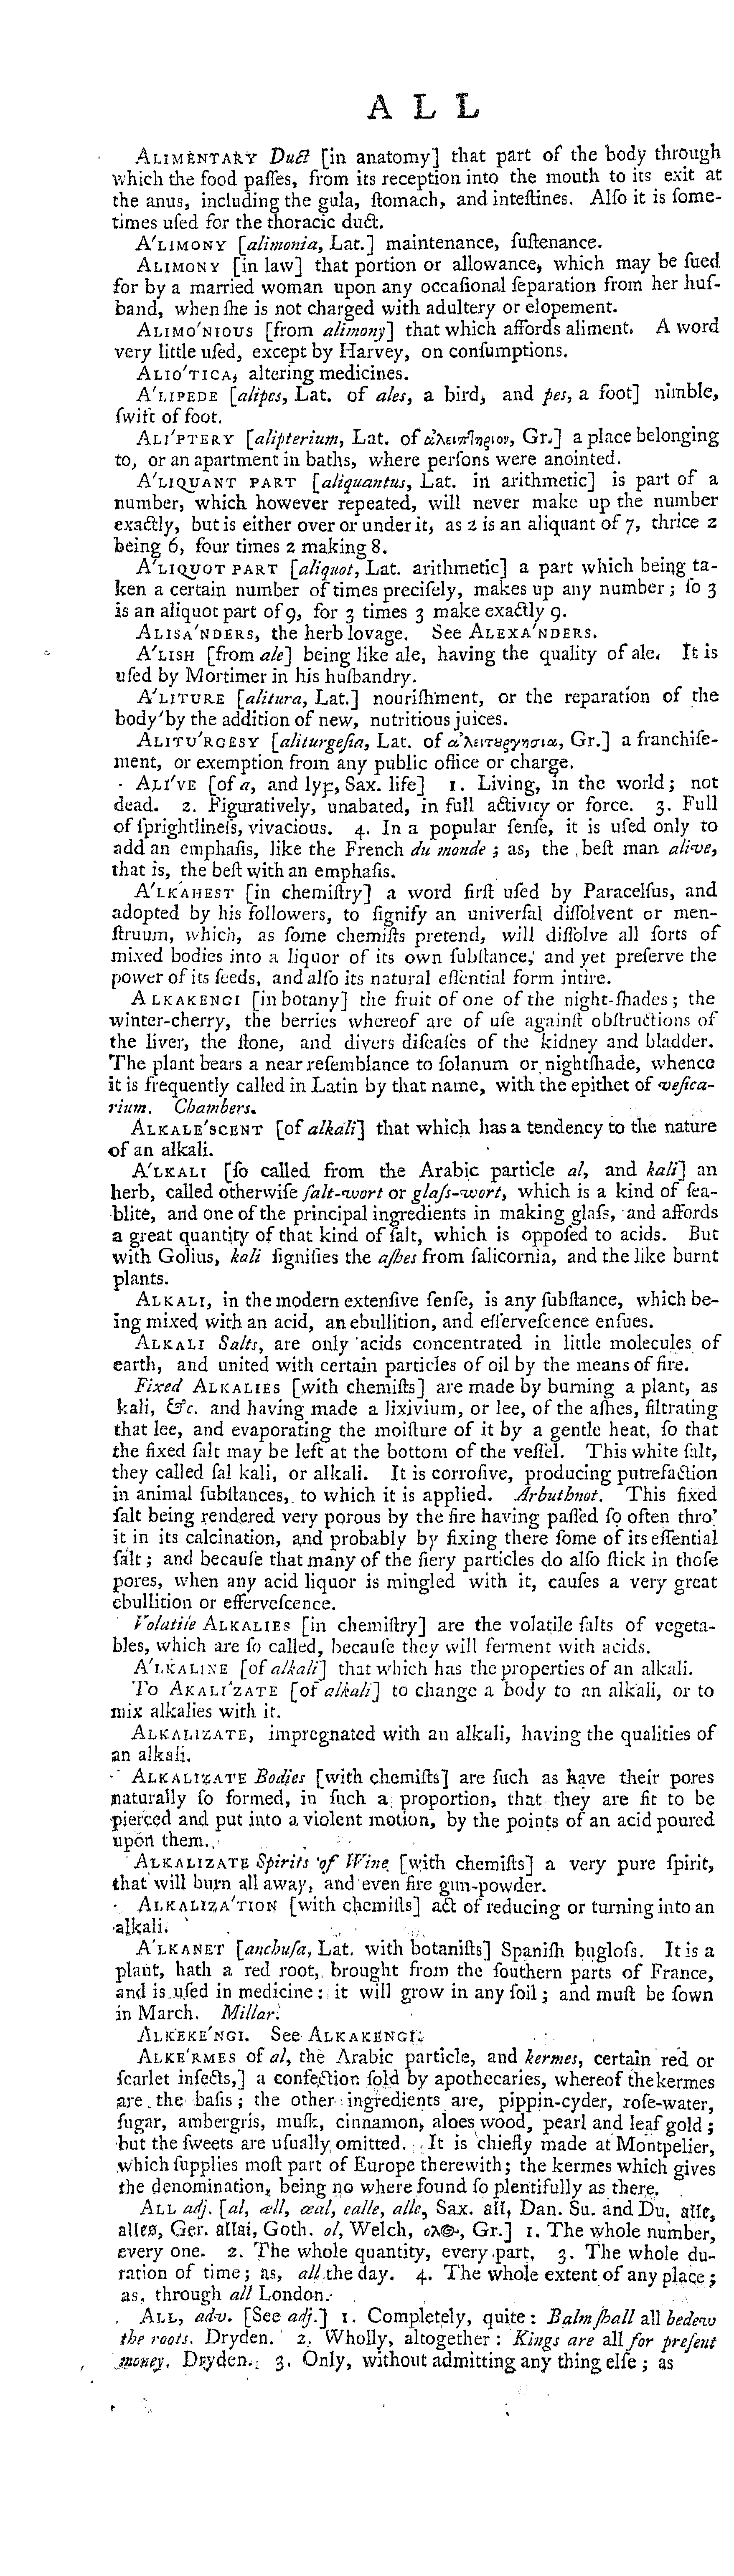 ALL
ALIMENTARY Duct [in anatomy] that part of the body through
which the food paſſes, from its reception into the mouth to its exit at
the anus, including the gula, ſtomach, and inteſtines. Alſo it is ſome-
times uſed for the thoracic duct.
A'LIMONY [alimonia, Lat.] maintenance, ſuſtenance.
ALIMONY [in law] that portion or allowance, which may be ſued
for by a married woman upon any occaſional ſeparation from her huſ-
band, when ſhe is not charged with adultery or elopement.
ALIMO'NIOUS [from alimony] that which affords aliment. A word
very little uſed, except by Harvey, on conſumptions.
ALIO'TICA, altering medicines.
A'LIPEDE [alipes, Lat. of ales, a bird, and pes, a foot] nimble,
ſwift of foot.
ALI'PTERY [alipterium, Lat. of ἀλειπῆηριον, Gr.] a place belonging
to, or an apartment in baths, where perſons were anointed.
A'LIQUANT PART [aliquantus, Lat. in arithmetic] is part of a
number, which however repeated, will never make up the number
exactly, but is either over or under it, as 2 is an aliquant of 7, thrice 2
being 6, four times 2 making 8.
A'LIQUOT PART [aliquot, Lat. arithmetic] a part which being ta-
ken a certain number of times preciſely, makes up any number; ſo 3
is an aliquot part of 9, for 3 times 3 make exactly 9.
ALISA'NDERS, the herb lovage. See ALEXA'NDERS.
A'LISH [from ale] being like ale, having the quality of ale. It is
uſed by Mortimer in his huſbandry.
A'LITURE [alitura, Lat.] nouriſhment, or the reparation of the
body by the addition of new, nutritious juices.
ALITU'RGESY [aliturgeſia, Lat. of ἀλειτȣργησια, Gr.] a franchiſe-
ment, or exemption from any public office or charge.
ALI'VE [of a, and lyf, Sax. life] 1. Living, in the world; not
dead. 2. Figuratively, unabated, in full activity or force. 3. Full
of ſprightlineſs, vivacious. 4. In a popular ſenſe, it is uſed only to
add an emphaſis, like the French du monde; as, the beſt man alive,
that is, the beſt with an emphaſis.
A'LKAHEST [in chemiſtry] a word firſt uſed by Paracelſus, and
adopted by his followers, to ſignify an univerſal diſſolvent or men-
ſtruum, which, as ſome chemiſts pretend, will diſſolve all ſorts of
mixed bodies into a liquor of its own ſubſtance, and yet preſerve the
power of its ſeeds, and alſo its natural eſſential form intire.
ALKAKENGI [in botany] the fruit of one of the night-ſhades; the
winter-cherry, the berries whereof are of uſe againſt obſtructions of
the liver, the ſtone, and divers diſeaſes of the kidney and bladder.
The plant bears a near reſemblance to ſolanum or nightſhade, whence
it is frequently called in Latin by that name, with the epithet of veſica-
rium. Chambers.
ALKALE'SCENT [of alkali] that which has a tendency to the nature
of an alkali.
A'LKALI [ſo called from the Arabic particle al, and kali] an
herb, called otherwiſe ſalt-wort or glaſs-wort, which is a kind of ſea-
blite, and one of the principal ingredients in making glaſs, and affords
a great quantity of that kind of ſalt, which is oppoſed to acids. But
with Golius, kali ſignifies the aſhes from ſalicornia, and the like burnt
plants.
ALKALI, in the modern extenſive ſenſe, is any ſubſtance, which be-
ing mixed with an acid, an ebullition, and efferveſcence enſues.
ALKALI Salts, are only acids concentrated in little molecules of
earth, and united with certain particles of oil by the means of fire.
Fixed ALKALIES [with chemiſts] are made by burning a plant, as
kali, &c. and having made a lixivium, or lee, of the aſhes, filtrating
that lee, and evaporating the moiſture of it by a gentle heat, ſo that
the fixed ſalt may be left at the bottom of the veſſel. This white ſalt,
they called ſal kali, or alkali. It is corroſive, producing putrefaction
in animal ſubſtances, to which it is applied. Arbuthnot. This fixed
ſalt being rendered very porous by the fire having paſſed ſo often thro'
it in its calcination, and probably by fixing there ſome of its eſſential
ſalt; and becauſe that many of the fiery particles do alſo ſtick in thoſe
pores, when any acid liquor is mingled with it, cauſes a very great
ebullition or efferveſcence.
Volatile ALKALIES [in chemiſtry] are the volatile ſalts of vegeta-
bles, which are ſo called, becauſe they will ferment with acids.
A'LKALINE [of alkali] that which has the properties of an alkali.
To AKALI'ZATE [of alkali] to change a body to an alkali, or to
mix alkalies with it.
ALKALIZATE, impregnated with an alkali, having the qualities of
an alkali.
ALKALIZATE Bodies [with chemiſts] are ſuch as have their pores
naturally ſo formed, in ſuch a proportion, that they are fit to be
pierced and put into a violent motion, by the points of an acid poured
upon them.
ALKALIZATE Spirits of Wine [with chemiſts] a very pure ſpirit,
that will burn all away, and even fire gun-powder.
ALKALIZA'TION [with chemiſts] act of reducing or turning into an
alkali.
A'LKANET [anchuſa, Lat. with botaniſts] Spaniſh bugloſs. It is a
plant, hath a red root, brought from the ſouthern parts of France,
and is uſed in medicine: it will grow in any ſoil; and muſt be ſown
in March. Millar.
ALKEKE'NGI. See ALKAKENGI.
ALKE'RMES of al, the Arabic particle, and kermes, certain red or
ſcarlet inſects,] a confection ſold by apothecaries, whereof the kermes
are the baſis; the other ingredients are, pippin-cyder, roſe-water,
ſugar, ambergris, muſk, cinnamon, aloes wood, pearl and leaf gold;
but the ſweets are uſually omitted. It is chiefly made at Montpelier,
which ſupplies moſt part of Europe therewith; the kermes which gives
the denomination, being no where found ſo plentifully as there.
ALL adj. [al, æll, œal, ealle, alle, Sax. all, Dan. Su. and Du. alle,
alles, Ger. allai, Goth. ol, Welch, ολος, Gr.] 1. The whole number,
every one. 2. The whole quantity, every part. 3. The whole du-
ration of time; as, all the day. 4. The whole extent of any place;
as, through all London.
ALL, adv. [See adj.] 1. Completely, quite: Balm ſhall all bedew
the roots. Dryden. 2. Wholly, altogether: Kings are all for preſent
money. Dryden. 3. Only, without admitting any thing elſe; as